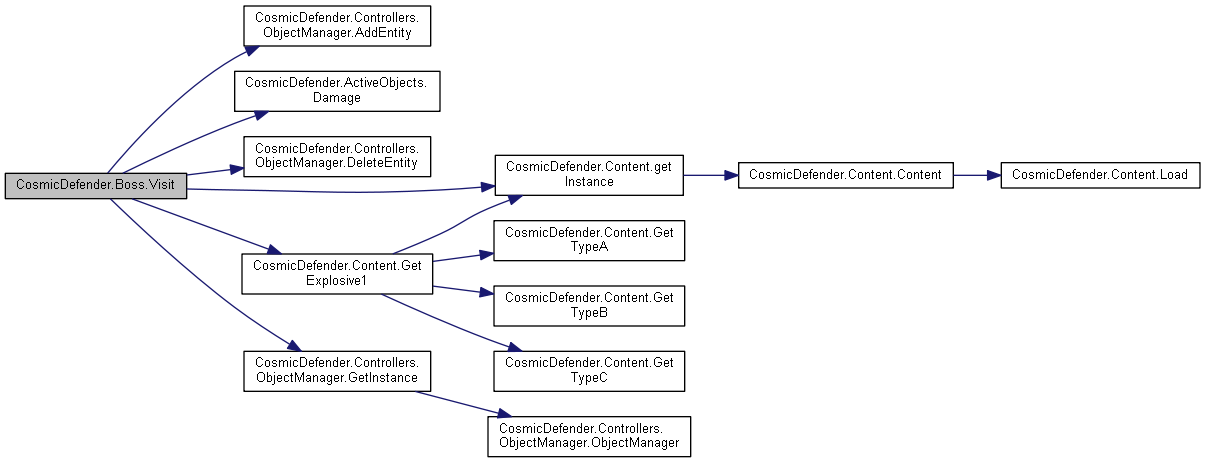 CosmicDefender.Controllers.
ObjectManager.AddEntity
CosmicDefender.ActiveObjects.
Damage
CosmicDefender.Controllers.
ObjectManager.DeleteEntity
CosmicDefender.Boss.Visit
CosmicDefender.Content.get
Instance
CosmicDefender.Content.Content
CosmicDefender.Content.Load
CosmicDefender.Content.Get
TypeA
CosmicDefender.Content.Get
Explosive1
CosmicDefender.Content.Get
TypeB
CosmicDefender.Controllers.
ObjectManager.GetInstance
CosmicDefender.Content.Get
TypeC
CosmicDefender.Controllers.
ObjectManager.ObjectManager